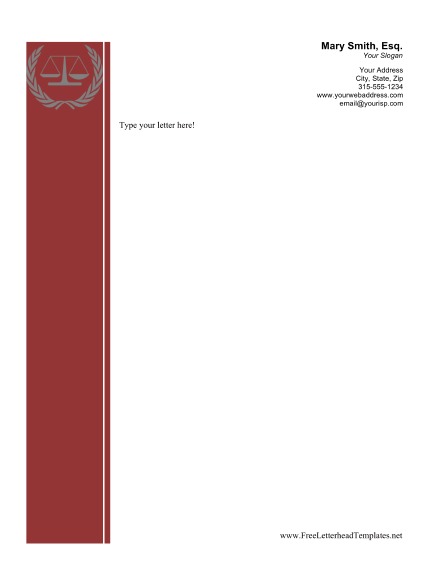 Mary Smith, Esq.
Your Slogan
Your Address
City, State, Zip
315-555-1234
www.yourwebaddress.com
email@yourisp.com
Type your letter here!
www.FreeLetterheadTemplates.net